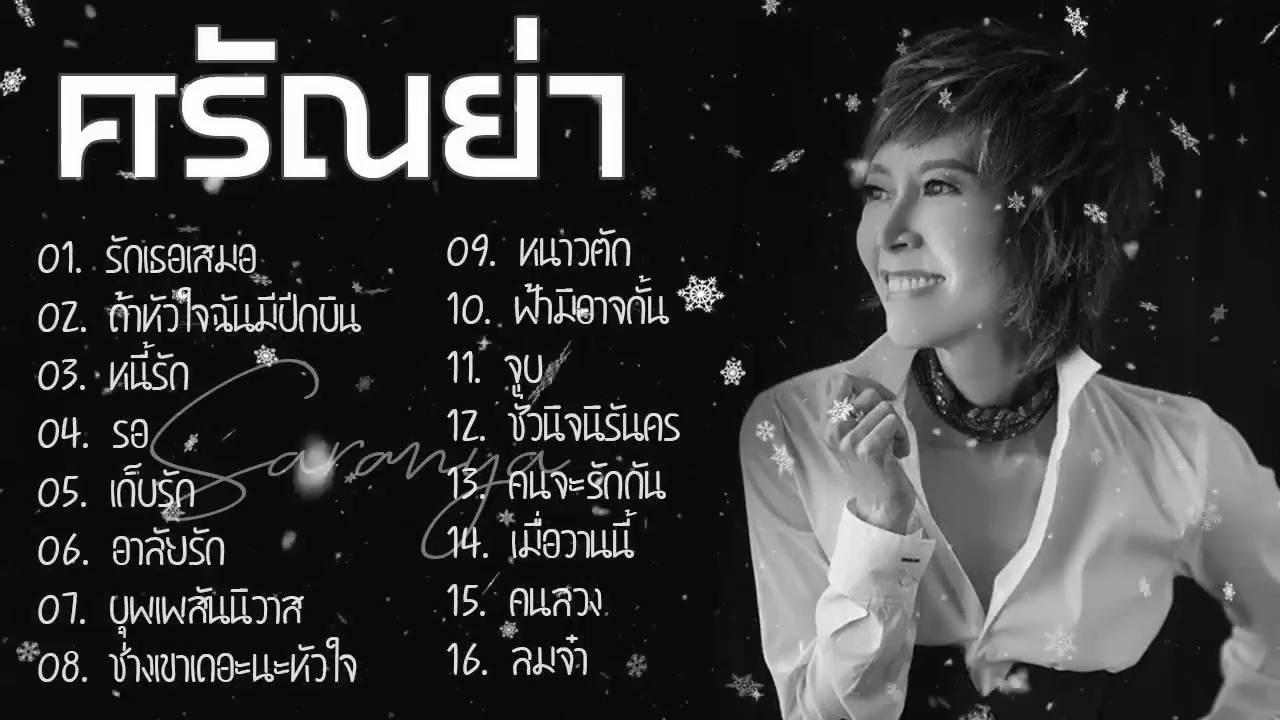 ศรัณย่า
01. รักเธอเสมอ
02. ถ้าหัวใจฉันมีปีกบิน
03. หนี้รัก
04. รอ
05. เก็บรัก
06. อาลัยรัก
07. บุพเพสันนิวาส
08. ช่างเขาเถอะนะหัวใจ
Saranya
09. หนาวตัก
10. ฟ้ามิอาจกั้น
11. จูบ
12. ชั่วนิจนิรันดร
13. คนจะรักกัน
14. เมื่อวานนี้
15. คนลวง
16. ลมจ๋า